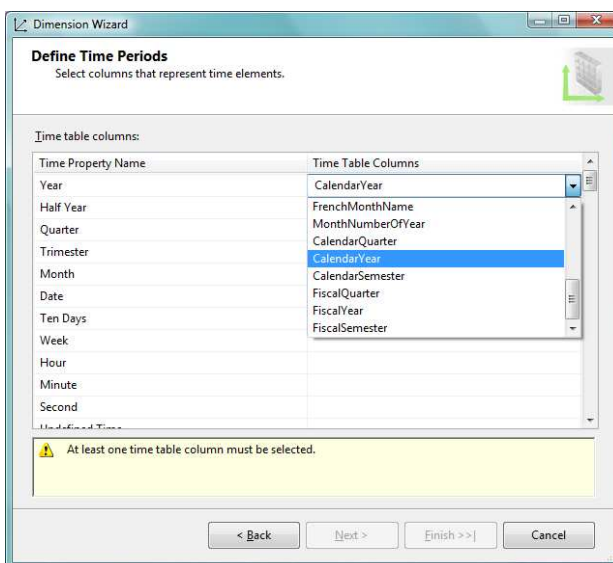 Dimension Wizard
Define Time Periods
Select columns that represent time elements.
Time table columns:
Time Property Name Time Table Columns
Year CalendarYear
Half Year FrenchMonthName
Quarter MonthNumberOfYear
CalendarQuarter
Trimester CalendarYear
Month CalendarSemester
Date FiscalQuarter
Ten Days FiscalYear
FiscalSemester
Week
Hour
Minute
Second
Undefined Time
At least one time table column must be selected.
< Back Next > Finish >>| Cancel